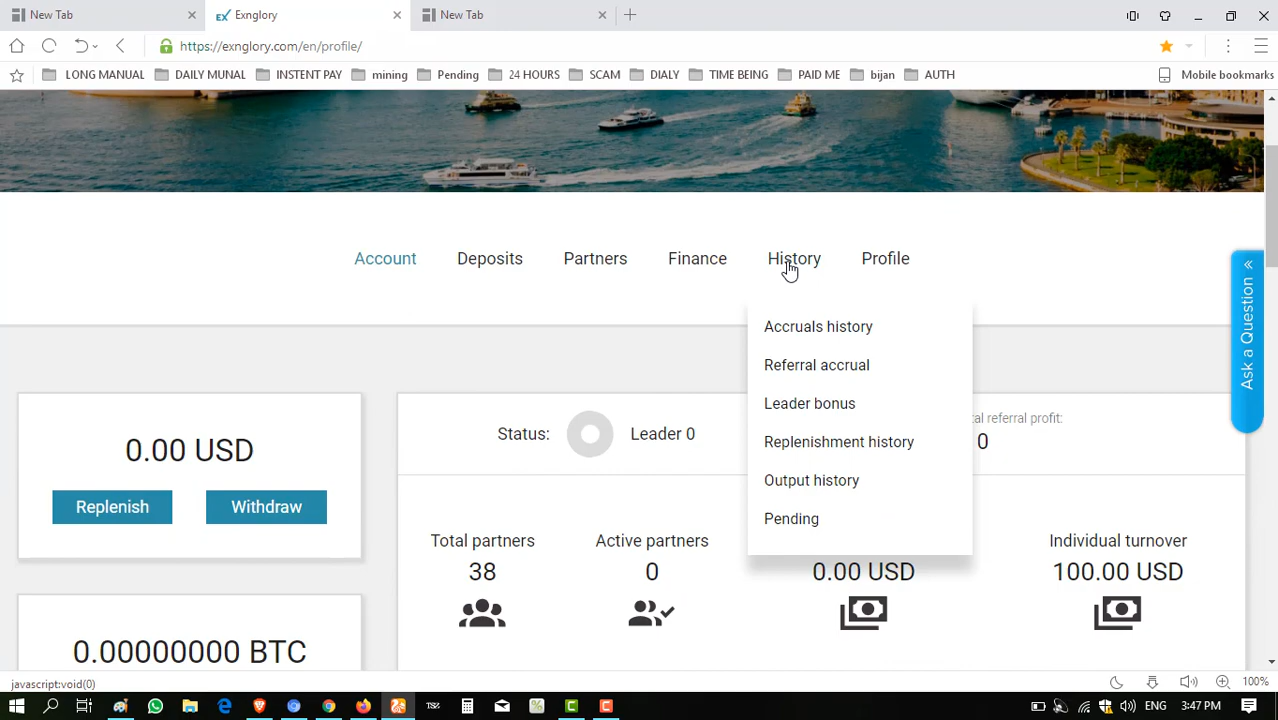 New Tab
Exnglory
New Tab
https://exnglory.com/en/profile/
LONG MANUAL
DAILY MUNAL
INSTENT PAY
mining
Pending
24 HOURS
SCAM
DIALY
TIME BEING
PAID ME
bijan
AUTH
Mobile bookmarks
Account
Deposits
Partners
Finance
History
Profile
Accruals history
Referral accrual
Leader bonus
Replenishment history
Output history
Pending
Ask a Question
0.00 USD
Replenish
Withdraw
Status:
Leader 0
referral profit:
0
Total partners
38
Active partners
0
0.00 USD
Individual turnover
100.00 USD
0.00000000 BTC
javascript:void(0)
100%
TSK
ENG
3:47 PM